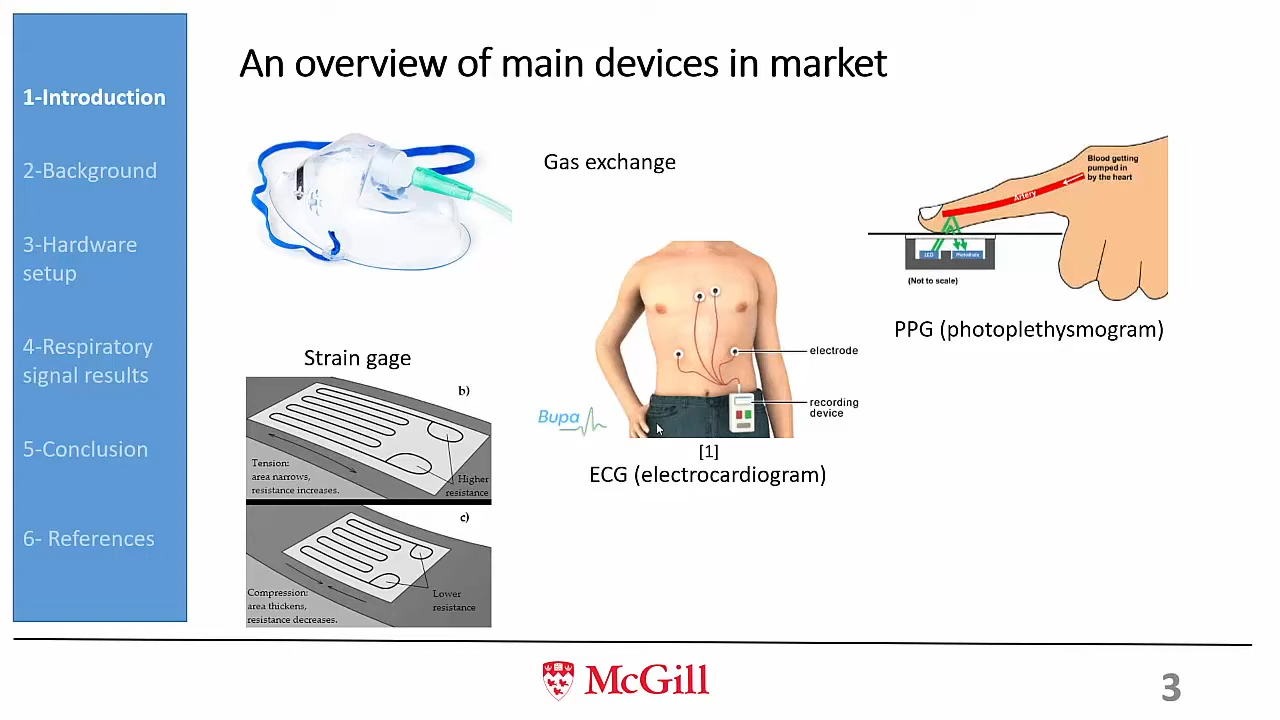 An overview of main devices in market
1-Introduction
2-Background
3-Hardware
setup
4-Respiratory
signal results
5-Conclusion
6- References
Gas exchange
Blood getting
pumped in
by the heart
Artery
LED
Photodiode
(Not to scale)
PPG (photoplethysmogram)
Strain gage
b)
Tension:
area narrows,
resistance increases.
Higher
resistance
c)
Compression:
area thickens,
resistance decreases.
Lower
resistance
electrode
recording
device
Bupa
[1]
ECG (electrocardiogram)
McGill
3